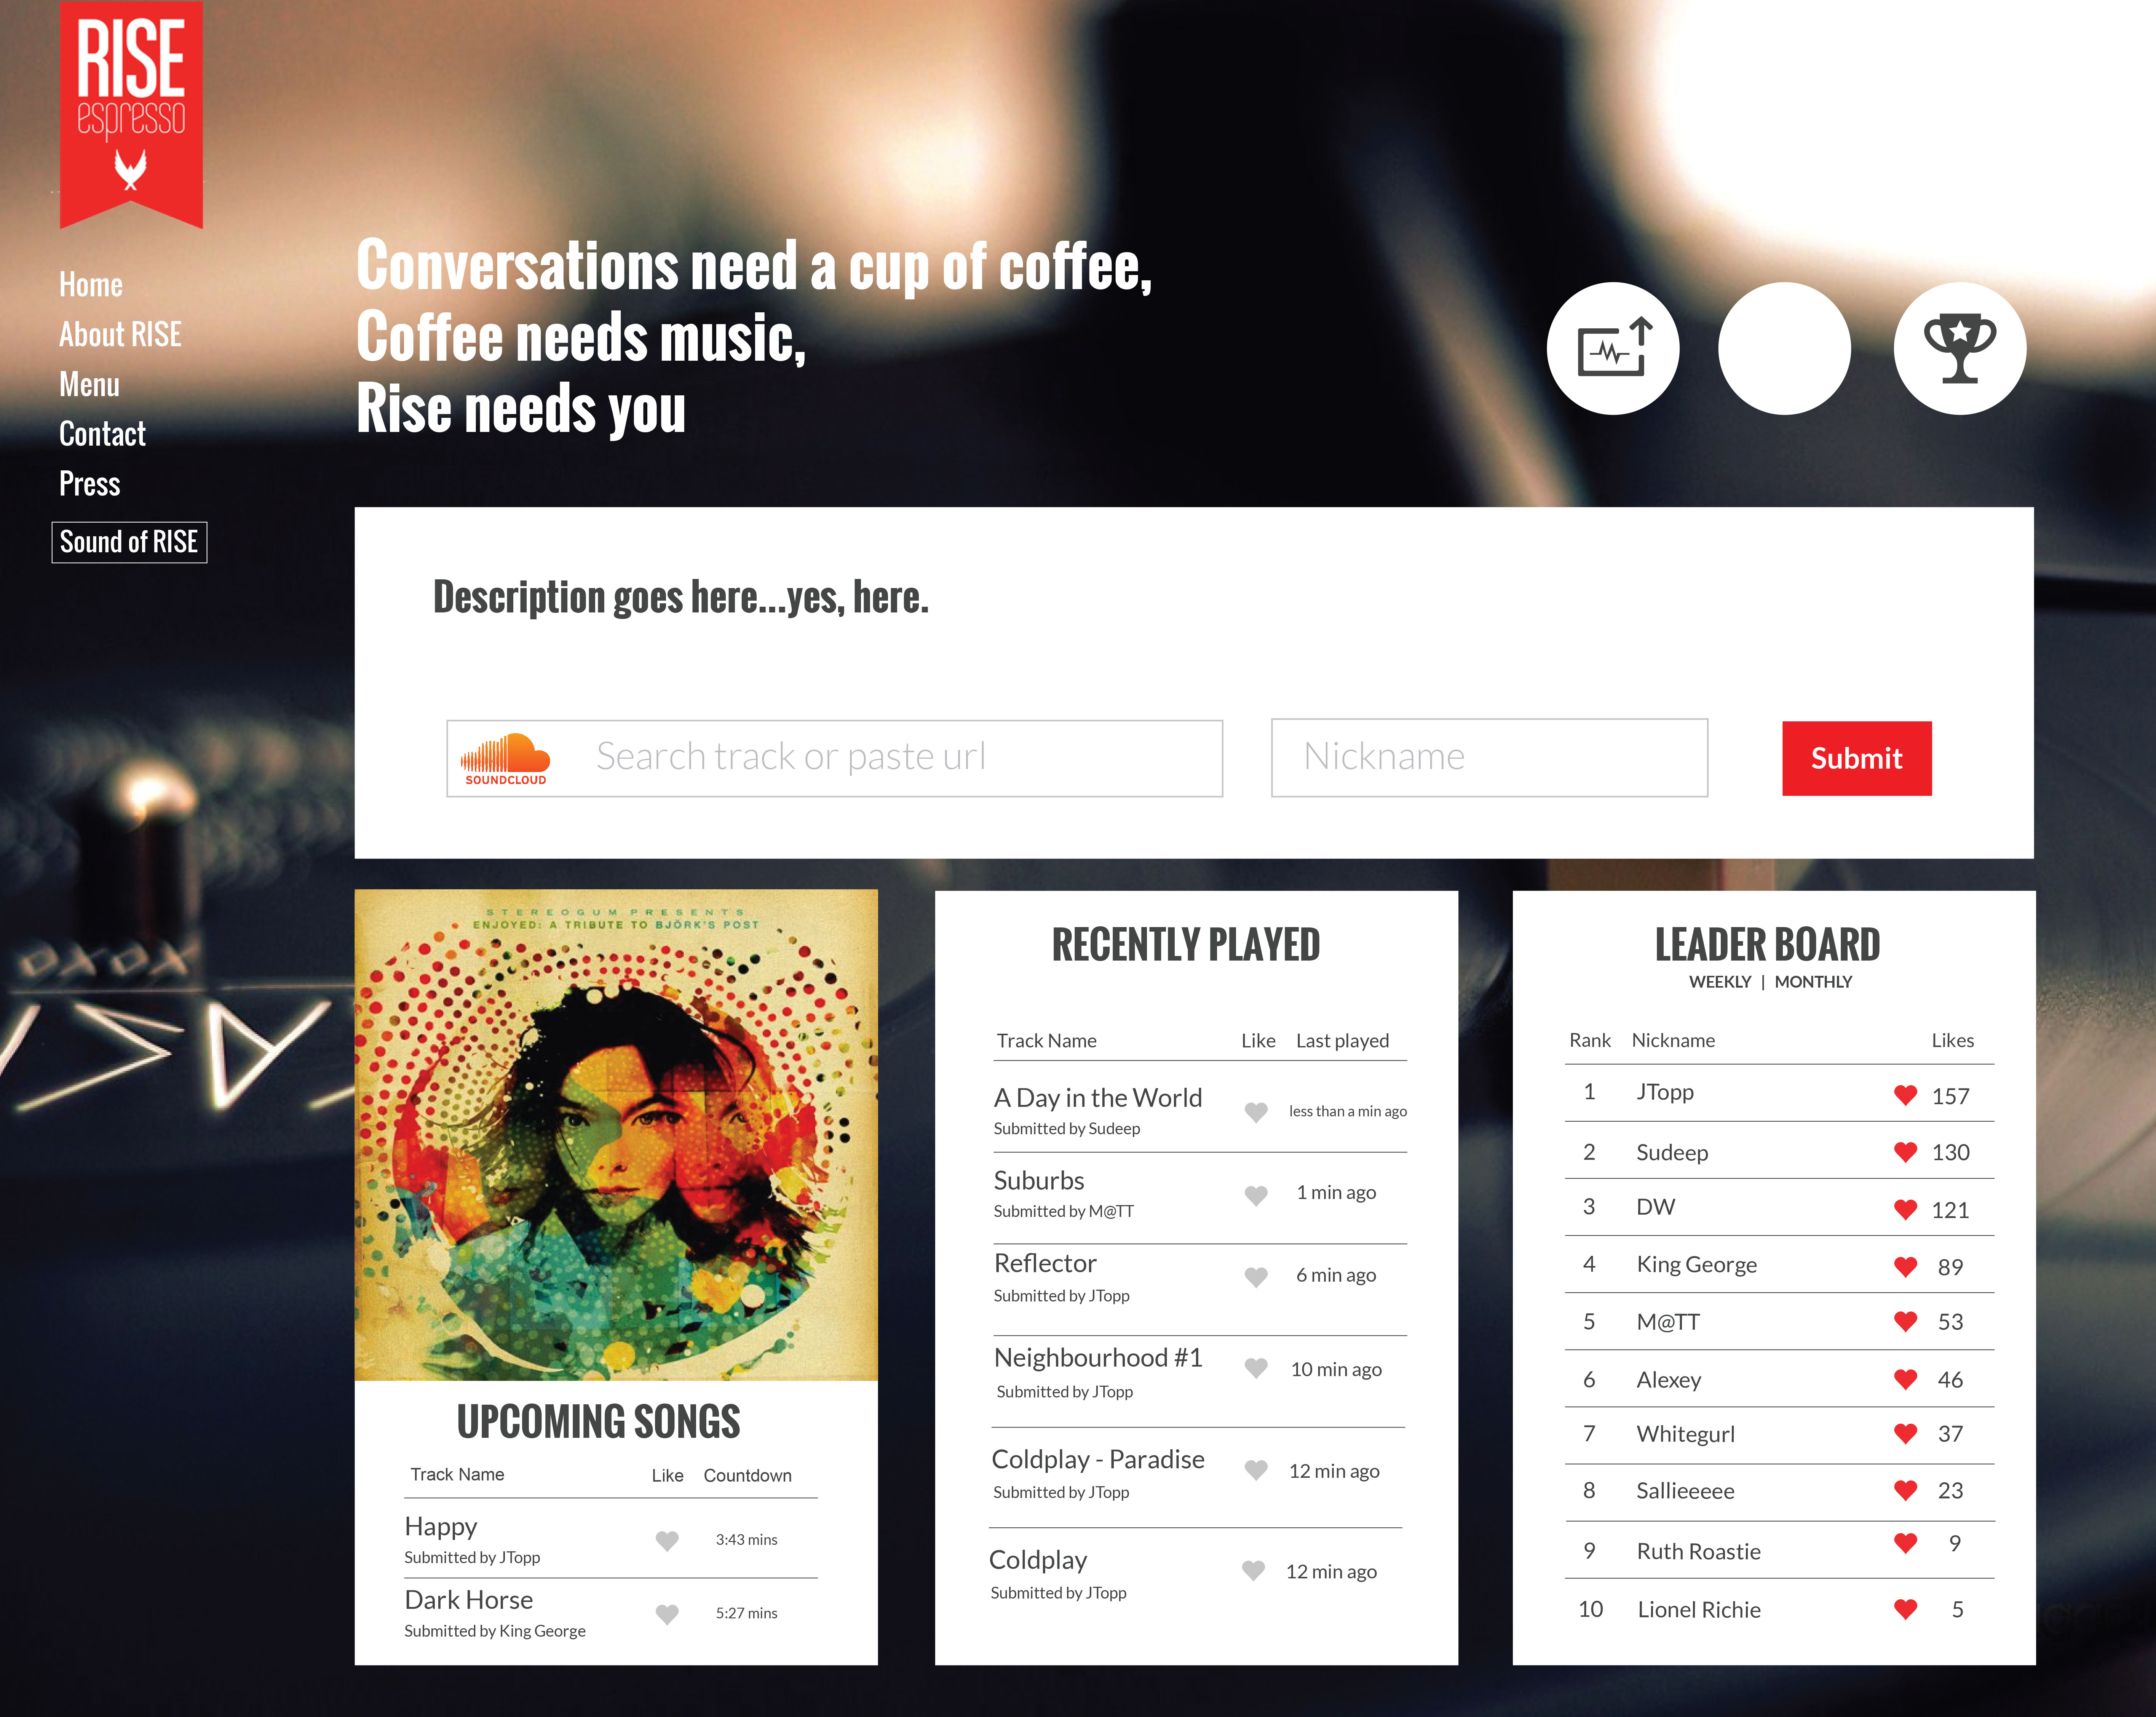 RISE
espresso
Home
About RISE
Menu
Contact
Press
Sound of RISE
Conversations need a cup of coffee,
Coffee needs music,
Rise needs you
Description goes here...yes, here.
SOUNDCLOUD
Search track or paste url
Nickname
Submit
STEREOGUM PRESENTS
ENJOYED: A TRIBUTE TO BJÖRK'S POST
UPCOMING SONGS
Track Name Like Countdown
Happy
Submitted by JTopp
3:43 mins
Dark Horse
Submitted by King George
5:27 mins
RECENTLY PLAYED
Track Name Like Last played
A Day in the World
Submitted by Sudeep
less than a min ago
Suburbs
Submitted by M@TT
1 min ago
Reflector
Submitted by JTopp
6 min ago
Neighbourhood #1
Submitted by JTopp
10 min ago
Coldplay - Paradise
Submitted by JTopp
12 min ago
Coldplay
Submitted by JTopp
12 min ago
LEADER BOARD
WEEKLY | MONTHLY
Rank Nickname Likes
1 JTopp 157
2 Sudeep 130
3 DW 121
4 King George 89
5 M@TT 53
6 Alexey 46
7 Whitegurl 37
8 Sallieeeee 23
9 Ruth Roastie 9
10 Lionel Richie 5